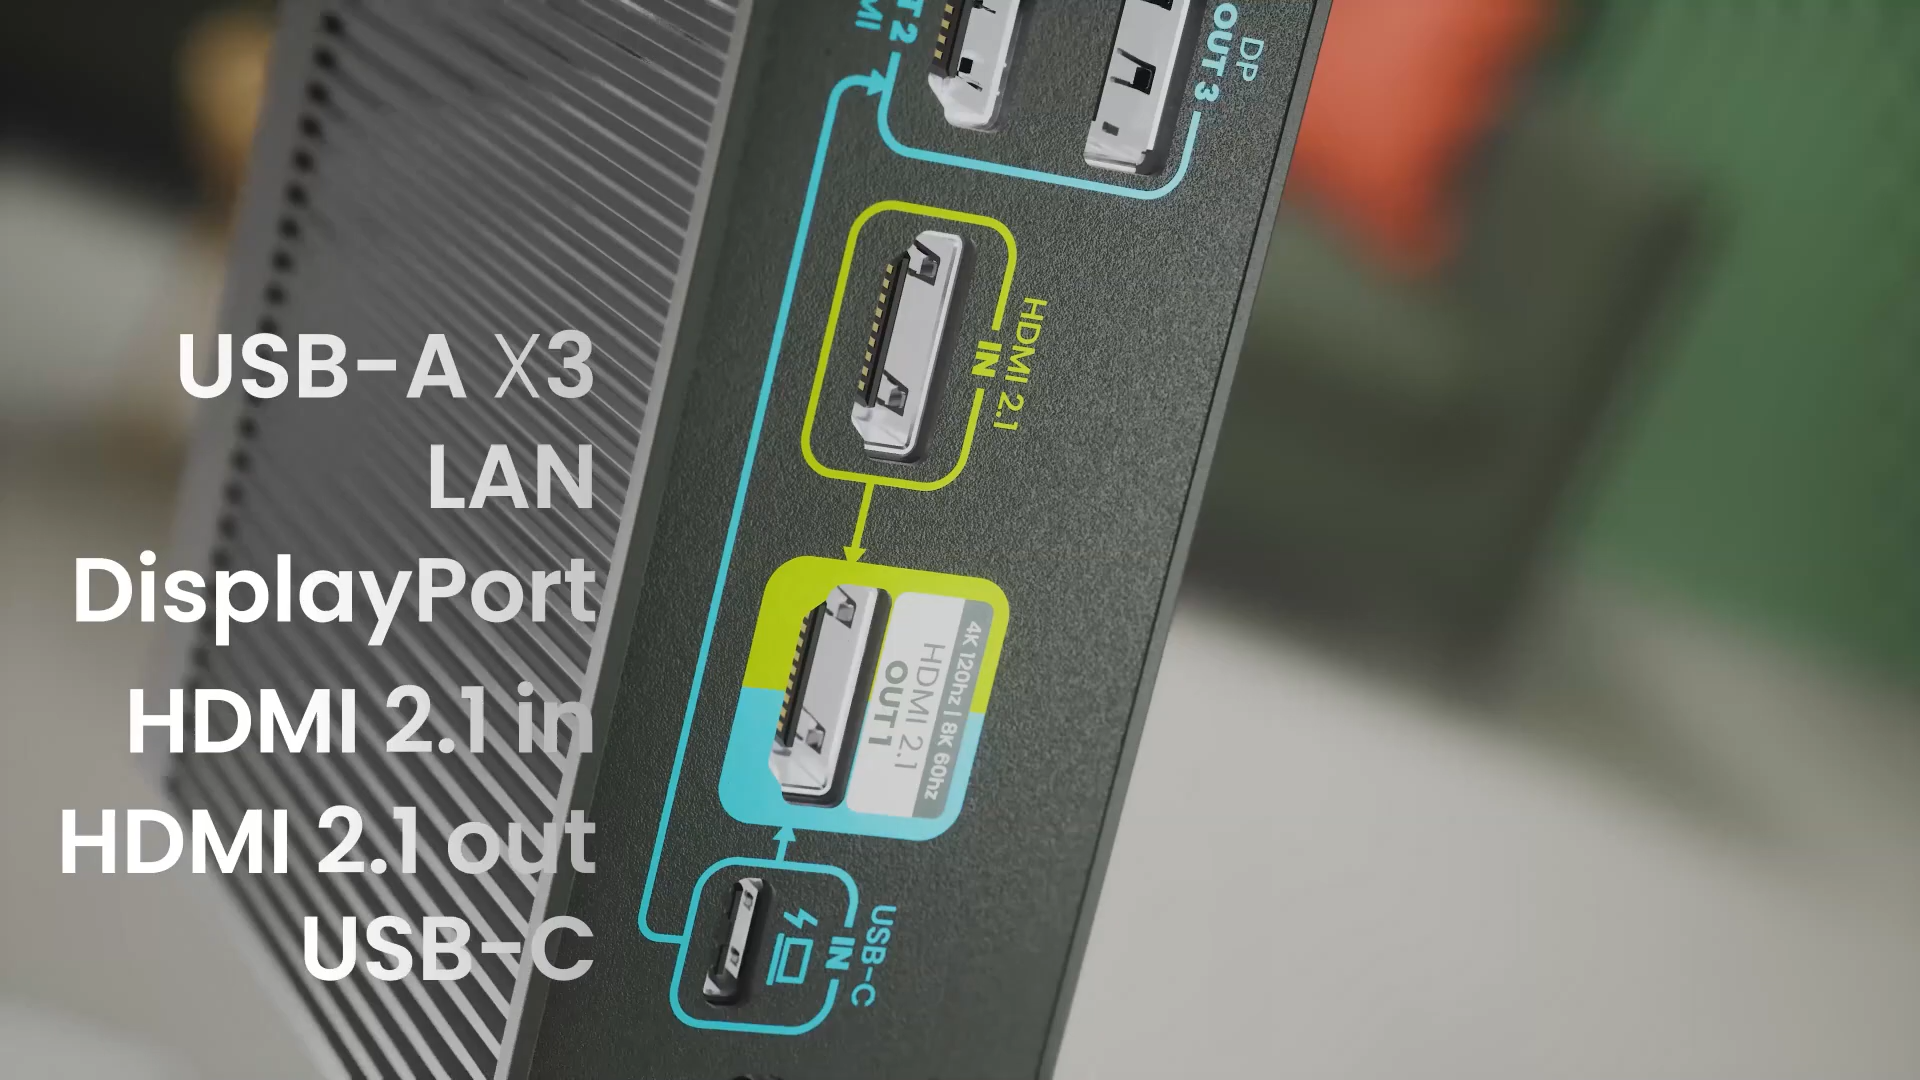 USB-A X3
LAN
DisplayPort
HDMI 2.1 in
HDMI 2.1 out
USB-C
DP
OUT 3
HDMI 2.1
IN
4K 120hz | 8K 60hz
HDMI 2.1
OUT 1
USB-C
IN